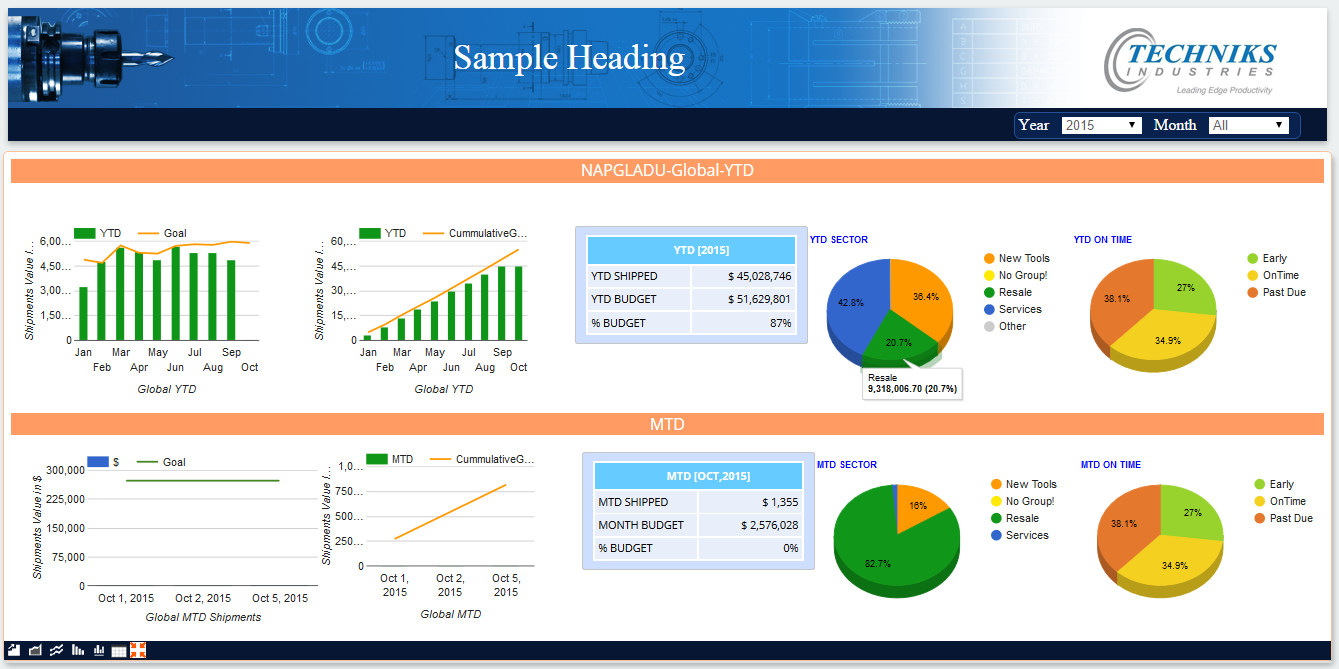 Sample Heading
TECHNIKS
INDUSTRIES
Leading Edge Productivity
Year 2015 Month All
NAPGLADU-Global-YTD
YTD Goal
Shipments Value I...
6,00...
4,50...
3,00...
1,50...
0
Jan Mar May Jul Sep
Feb Apr Jun Aug Oct
Global YTD
YTD CummulativeG...
Shipments Value I...
60,...
45,...
30,...
15,...
0
Jan Mar May Jul Sep
Feb Apr Jun Aug Oct
Global YTD
YTD [2015]
YTD SHIPPED $ 45,028,746
YTD BUDGET $ 51,629,801
% BUDGET 87%
YTD SECTOR
42.8%
36.4%
20.7%
Resale
9,318,006.70 (20.7%)
New Tools
No Group!
Resale
Services
Other
YTD ON TIME
27%
38.1%
34.9%
Early
OnTime
Past Due
MTD
$ Goal
Shipments Value in $
300,000
225,000
150,000
75,000
0
Oct 1, 2015 Oct 2, 2015 Oct 5, 2015
Global MTD Shipments
MTD CummulativeG...
Shipments Value I...
1,0...
750...
500...
250...
0
Oct 1, Oct 2, Oct 5,
2015 2015 2015
Global MTD
MTD [OCT,2015]
MTD SHIPPED $ 1,355
MONTH BUDGET $ 2,576,028
% BUDGET 0%
MTD SECTOR
16%
82.7%
New Tools
No Group!
Resale
Services
MTD ON TIME
27%
38.1%
34.9%
Early
OnTime
Past Due